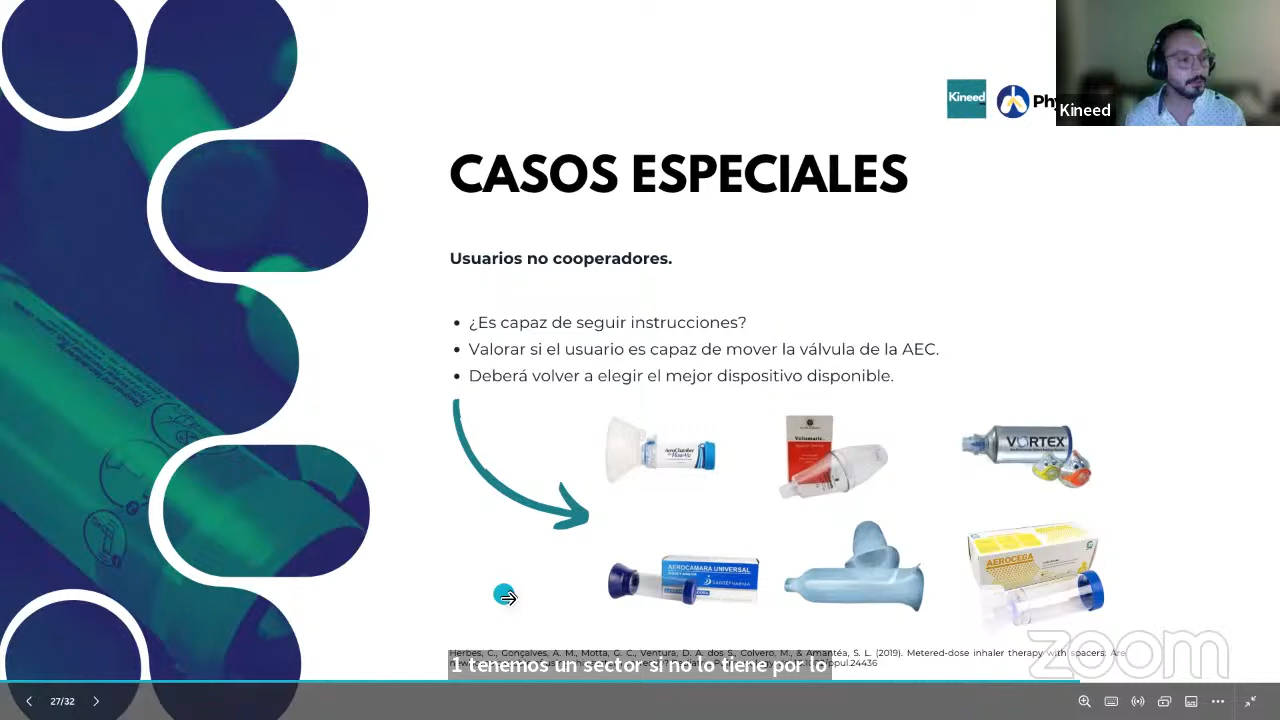 Kineed
Kineed
CASOS ESPECIALES
Usuarios no cooperadores.
• ¿Es capaz de seguir instrucciones?
• Valorar si el usuario es capaz de mover la válvula de la AEC.
• Deberá volver a elegir el mejor dispositivo disponible.
AeroChamber
Volumatic
VORTEX
AEROCAMARA UNIVERSAL
AEROCEGA
Herbes, C., Gonçalves, A. M., Motta, G. C., Ventura, D. A. dos S., Colvero, M., & Amantéa, S. L. (2019). Metered-dose inhaler therapy with spacers: Are
1 tenemos un sector si no lo tiene por lo
zoom
27/32